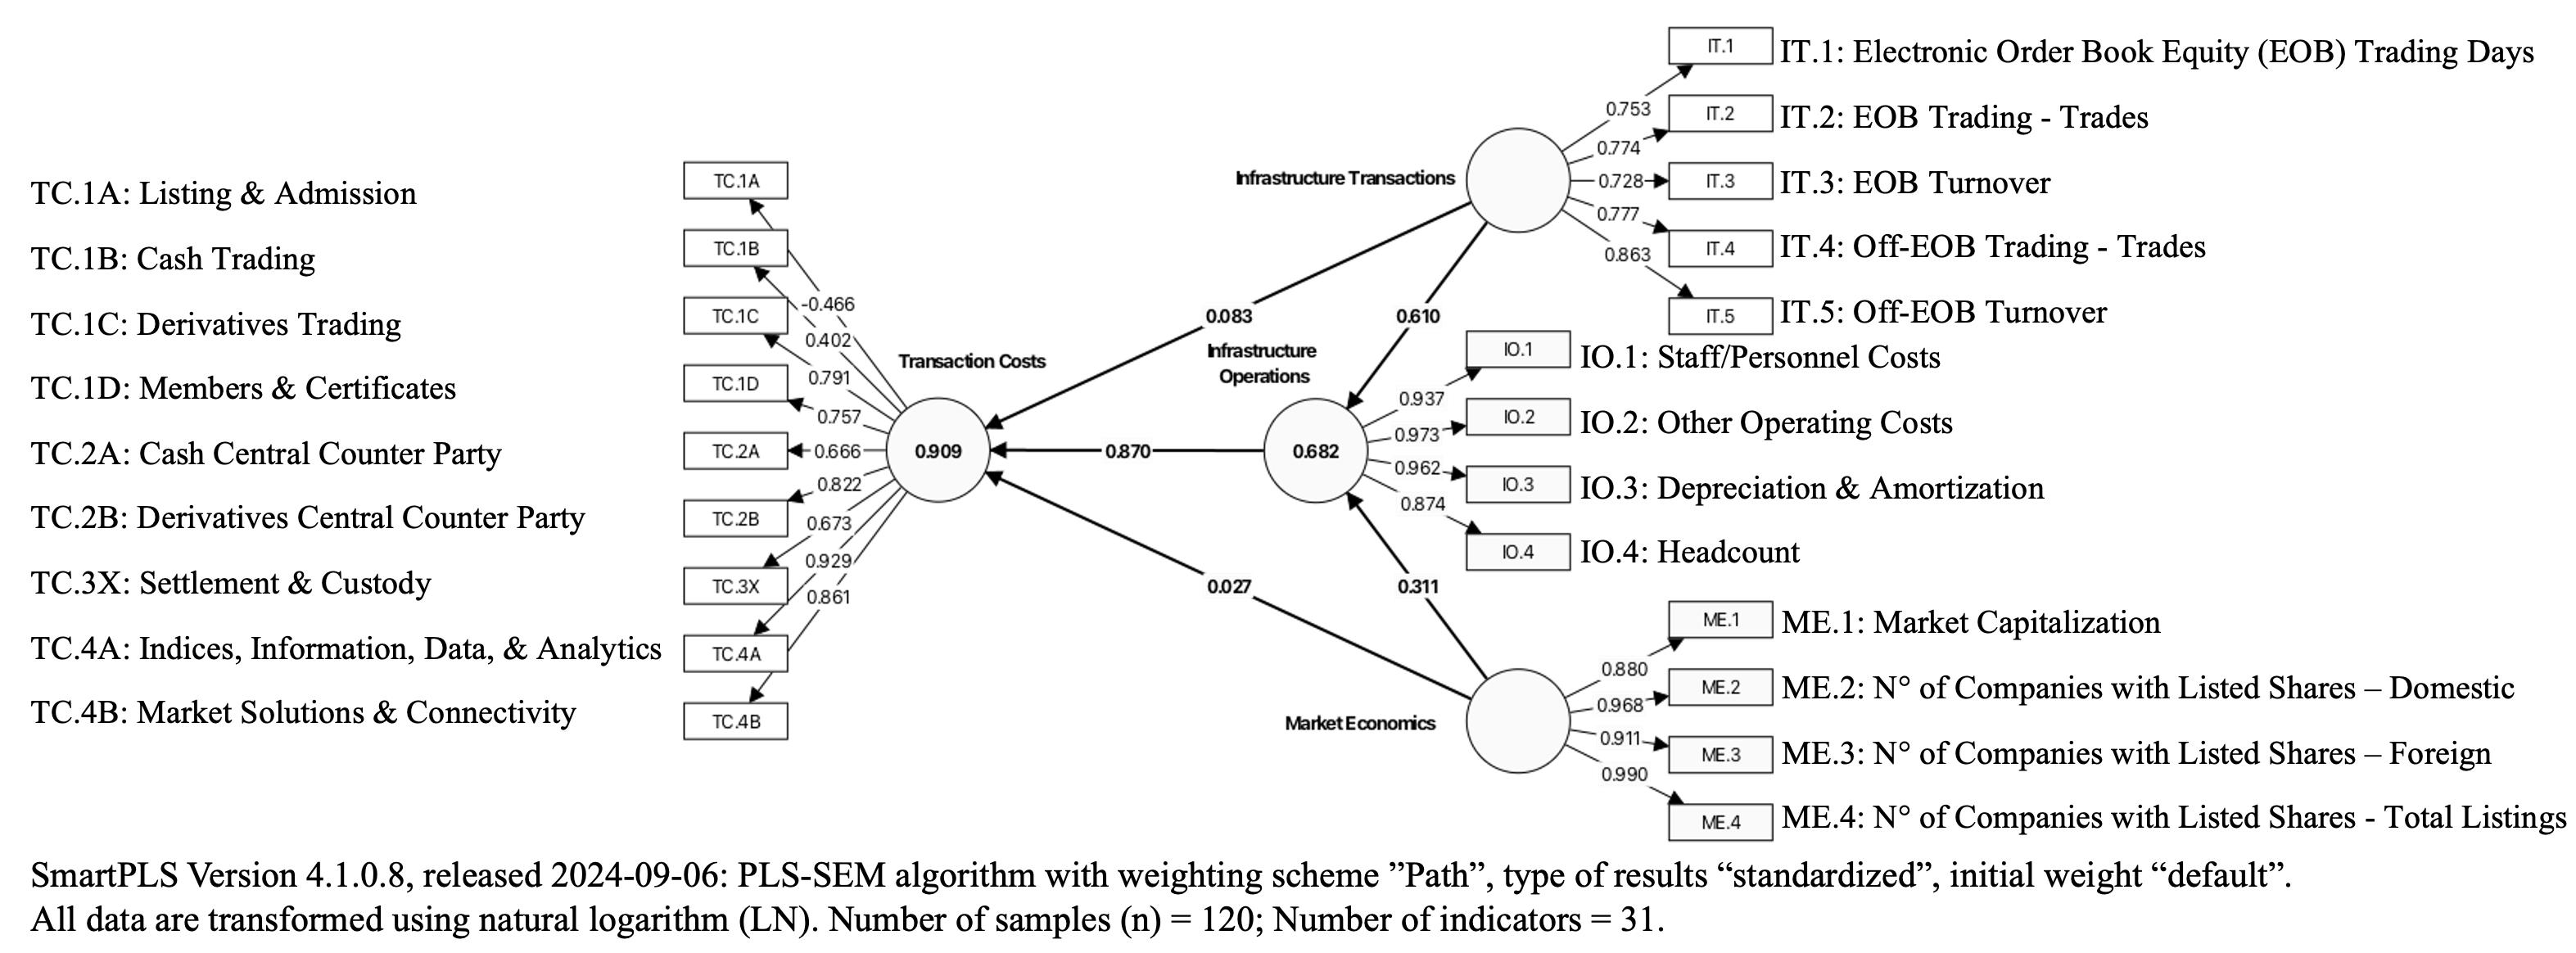 TC.1A: Listing & Admission
TC.1B: Cash Trading
TC.1C: Derivatives Trading
TC.1D: Members & Certificates
TC.2A: Cash Central Counter Party
TC.2B: Derivatives Central Counter Party
TC.3X: Settlement & Custody
TC.4A: Indices, Information, Data, & Analytics
TC.4B: Market Solutions & Connectivity
TC.1A
TC.1B
TC.1C
TC.1D
TC.2A
TC.2B
TC.3X
TC.4A
TC.4B
-0.466
0.402
0.791
0.757
0.666
0.822
0.673
0.929
0.861
Transaction Costs
0.909
0.083
0.870
0.027
Infrastructure Transactions
0.610
Infrastructure
Operations
0.682
0.311
Market Economics
0.753
0.774
0.728
0.777
0.863
IT.1
IT.2
IT.3
IT.4
IT.5
IT.1: Electronic Order Book Equity (EOB) Trading Days
IT.2: EOB Trading - Trades
IT.3: EOB Turnover
IT.4: Off-EOB Trading - Trades
IT.5: Off-EOB Turnover
0.937
0.973
0.962
0.874
IO.1
IO.2
IO.3
IO.4
IO.1: Staff/Personnel Costs
IO.2: Other Operating Costs
IO.3: Depreciation & Amortization
IO.4: Headcount
0.880
0.968
0.911
0.990
ME.1
ME.2
ME.3
ME.4
ME.1: Market Capitalization
ME.2: N° of Companies with Listed Shares – Domestic
ME.3: N° of Companies with Listed Shares – Foreign
ME.4: N° of Companies with Listed Shares - Total Listings
SmartPLS Version 4.1.0.8, released 2024-09-06: PLS-SEM algorithm with weighting scheme ”Path”, type of results “standardized”, initial weight “default”.
All data are transformed using natural logarithm (LN). Number of samples (n) = 120; Number of indicators = 31.